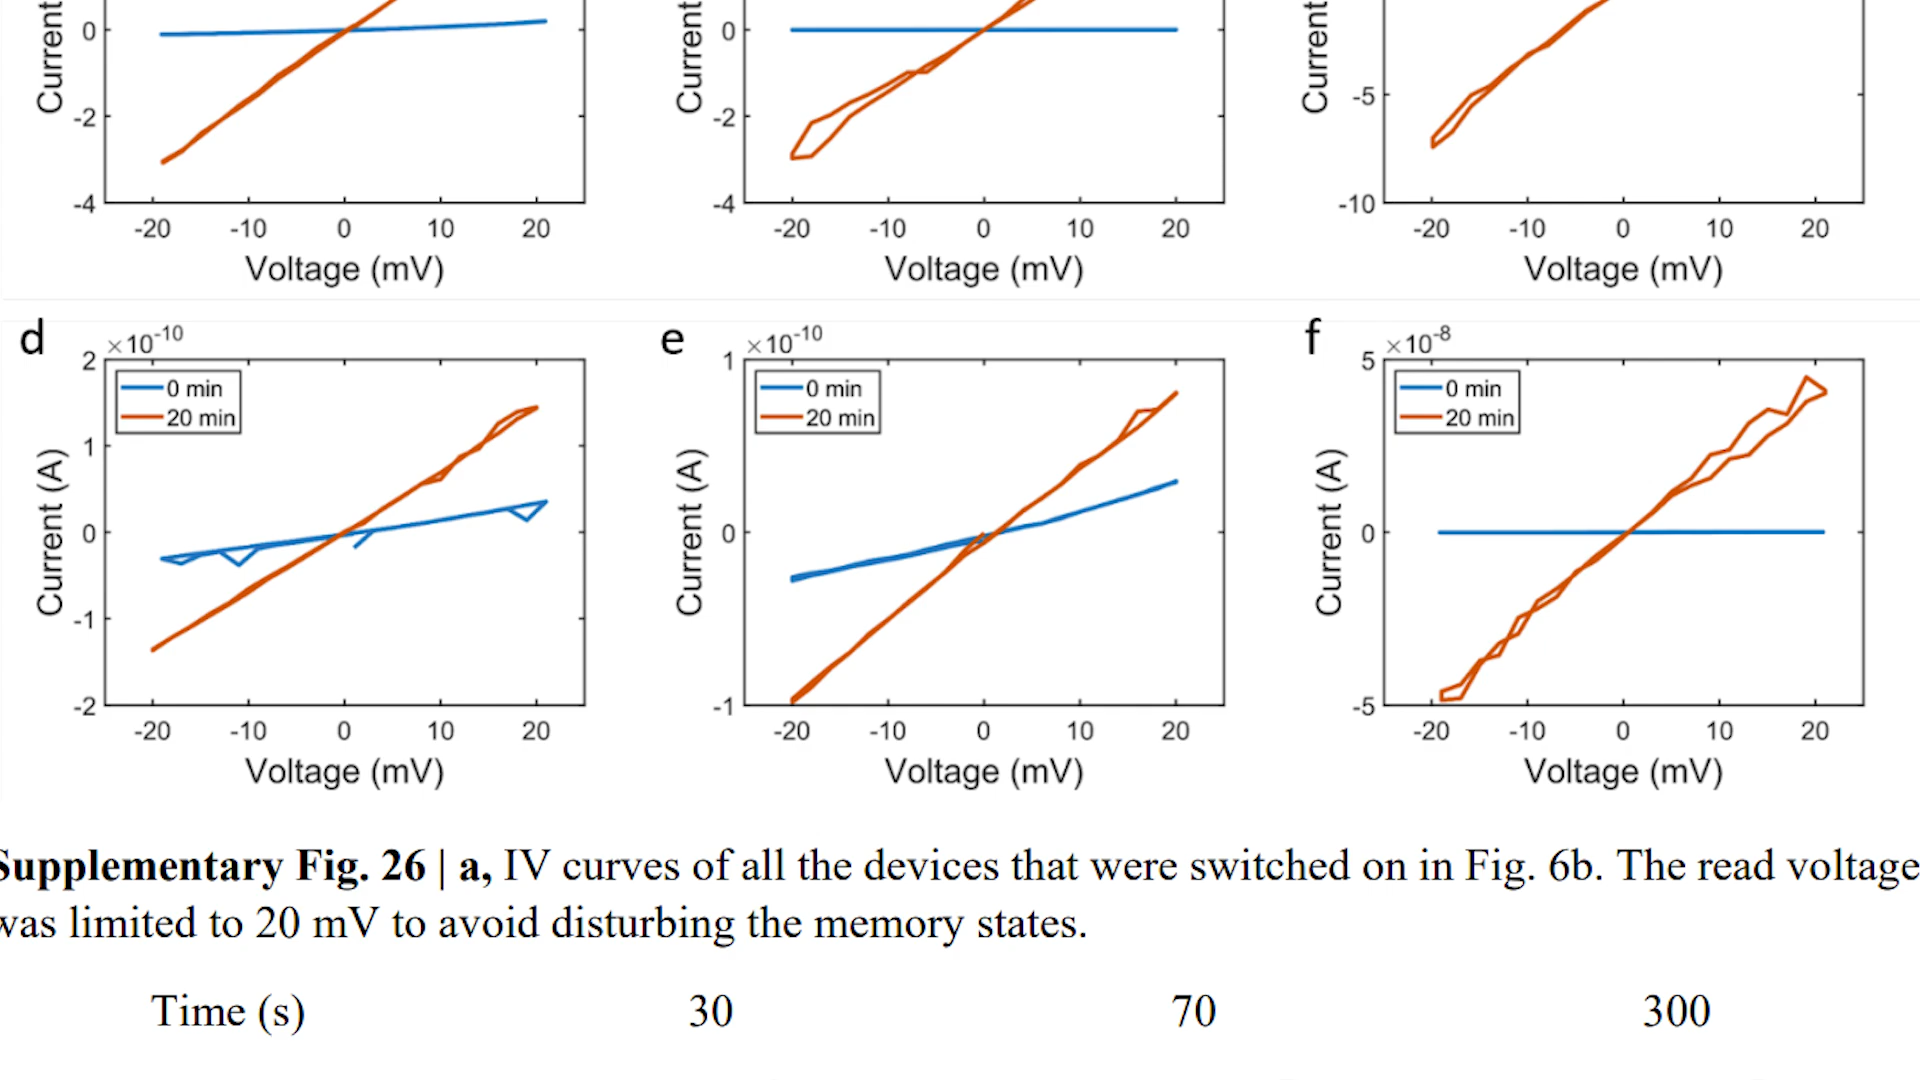 Current
0
-2
-4
-20 -10 0 10 20
Voltage (mV)
Current
0
-2
-4
-20 -10 0 10 20
Voltage (mV)
Current
-5
-10
-20 -10 0 10 20
Voltage (mV)
d
×10-10
2
1
0
-1
-2
0 min
20 min
Current (A)
-20 -10 0 10 20
Voltage (mV)
e
×10-10
1
0
-1
0 min
20 min
Current (A)
-20 -10 0 10 20
Voltage (mV)
f
×10-8
5
0
-5
0 min
20 min
Current (A)
-20 -10 0 10 20
Voltage (mV)
Supplementary Fig. 26 | a, IV curves of all the devices that were switched on in Fig. 6b. The read voltage
was limited to 20 mV to avoid disturbing the memory states.
Time (s) 30 70 300